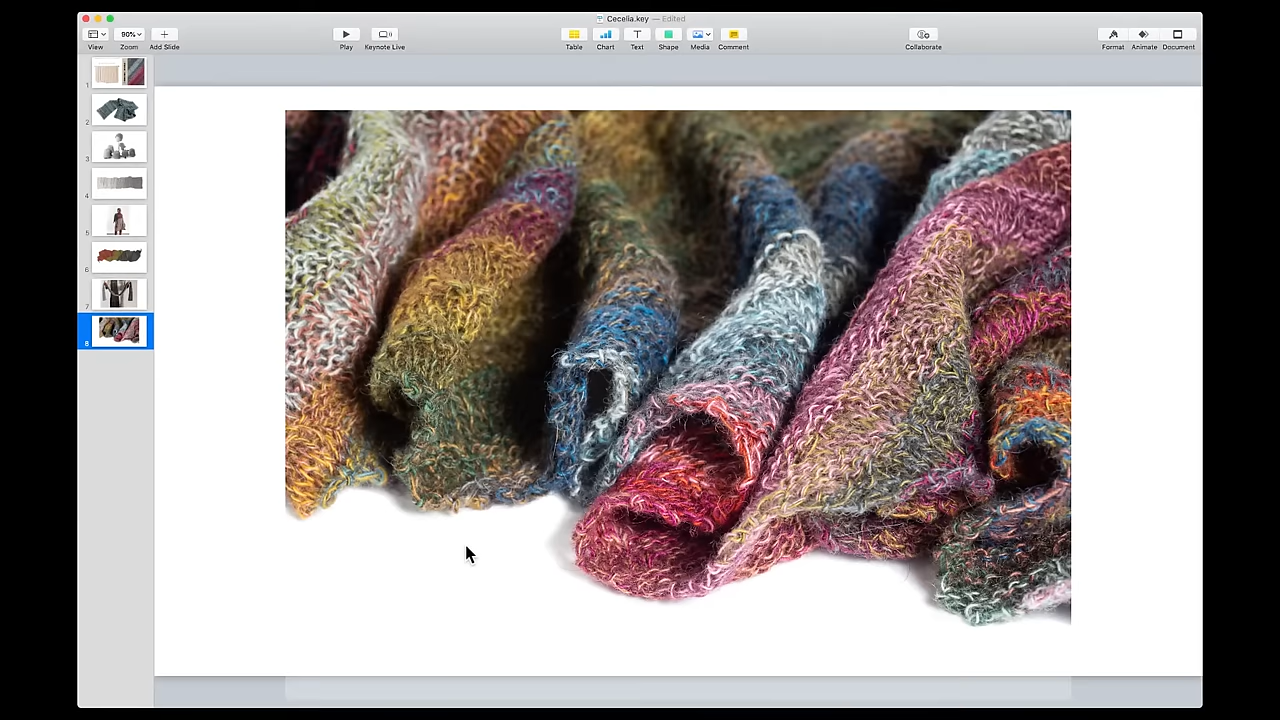 Cecelia.key — Edited
View
90%
Zoom
Add Slide
Play
Keynote Live
Table
Chart
Text
Shape
Media
Comment
Collaborate
Format
Animate
Document
1
2
3
4
5
6
7
8